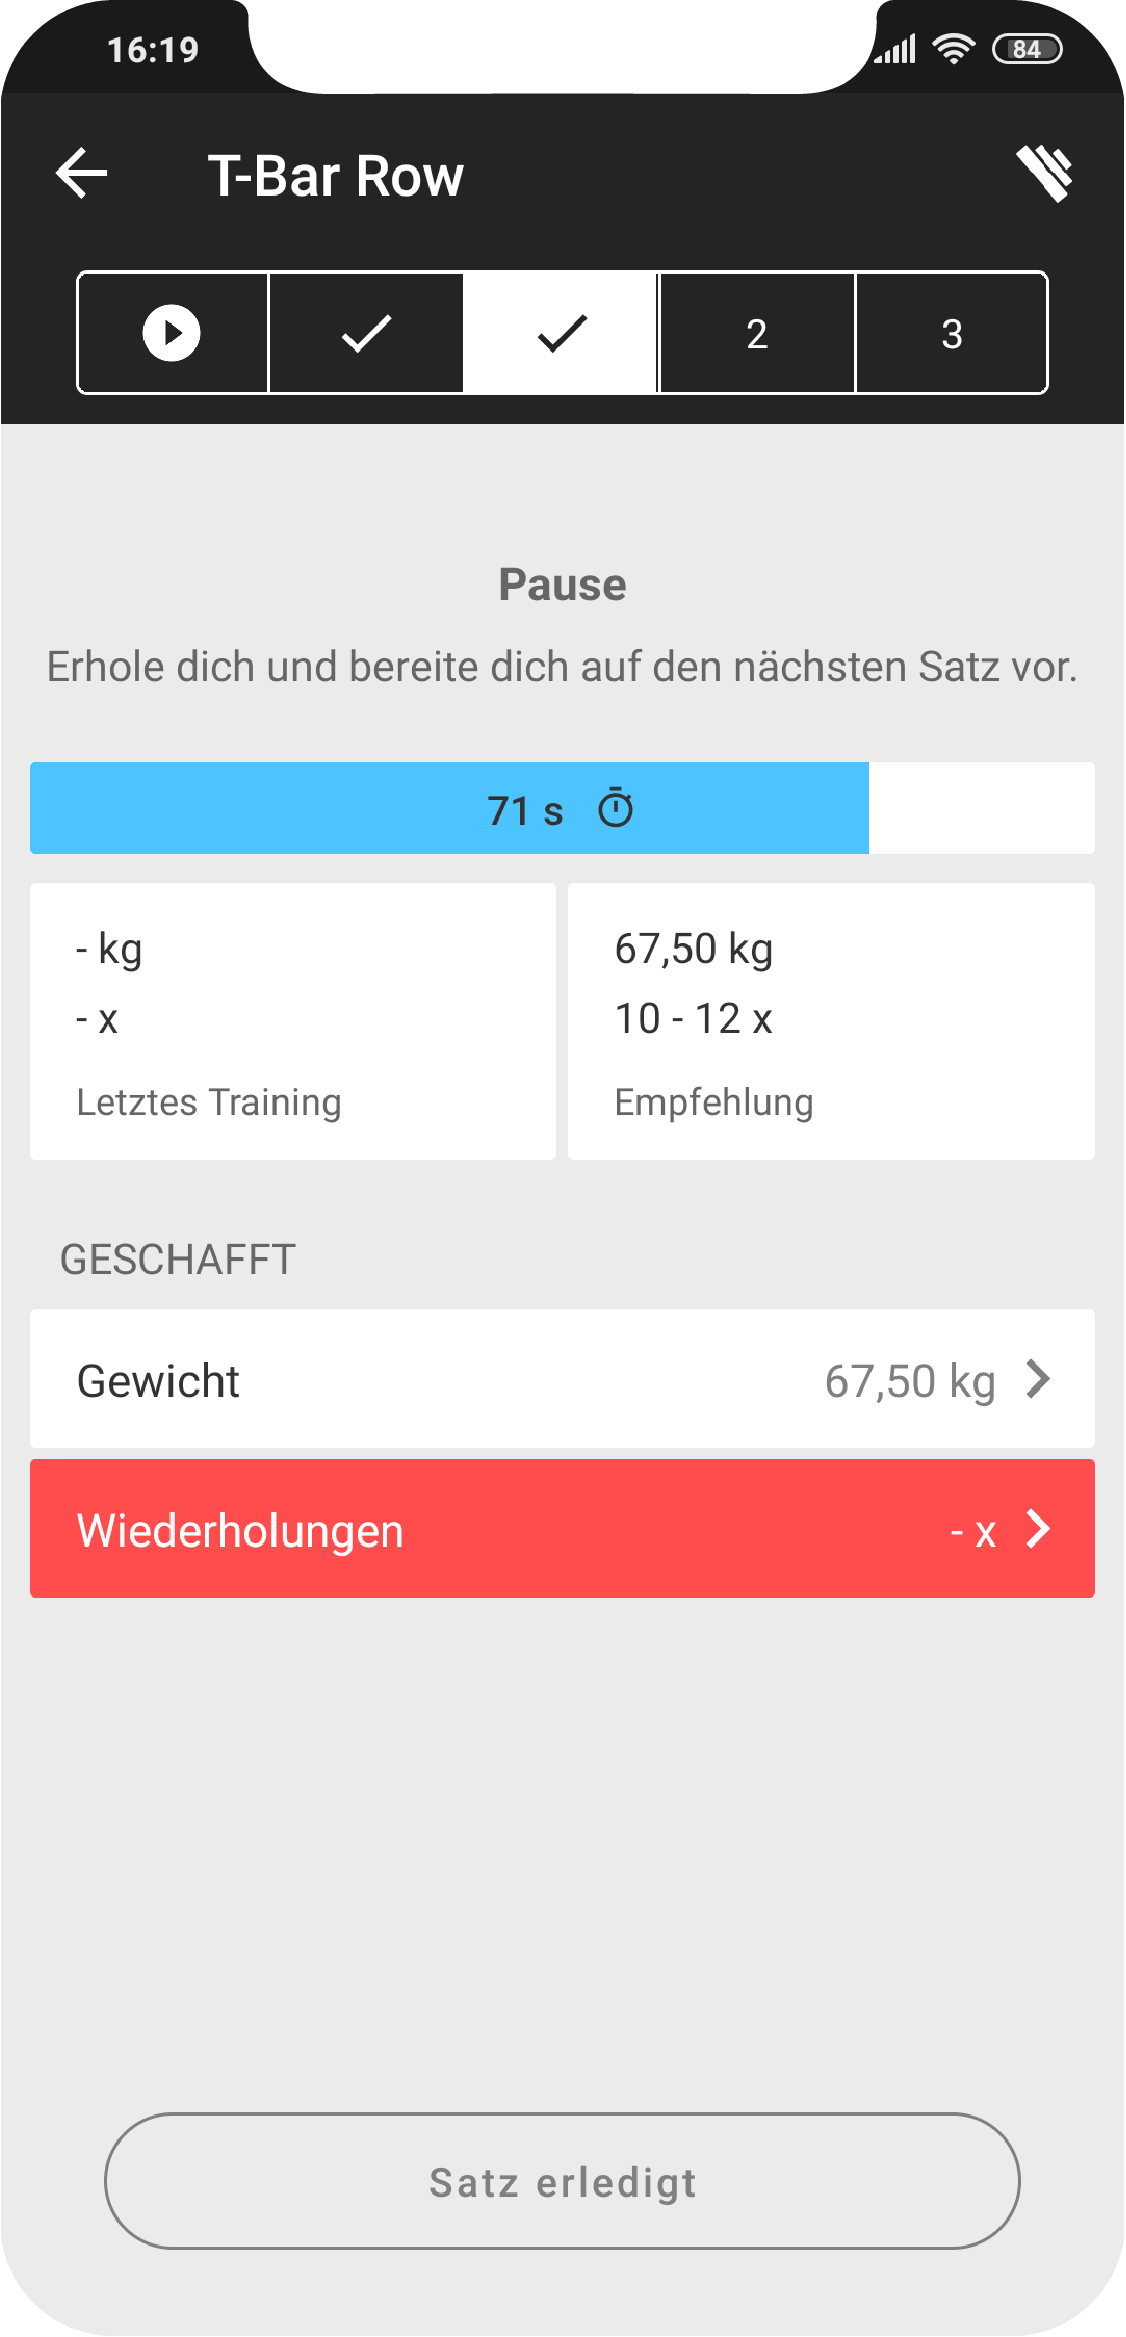 16:19
84
T-Bar Row
2
3
Pause
Erhole dich und bereite dich auf den nächsten Satz vor.
71 s
- kg
- x
Letztes Training
67,50 kg
10 - 12 x
Empfehlung
GESCHAFFT
Gewicht 67,50 kg
Wiederholungen - x
Satz erledigt